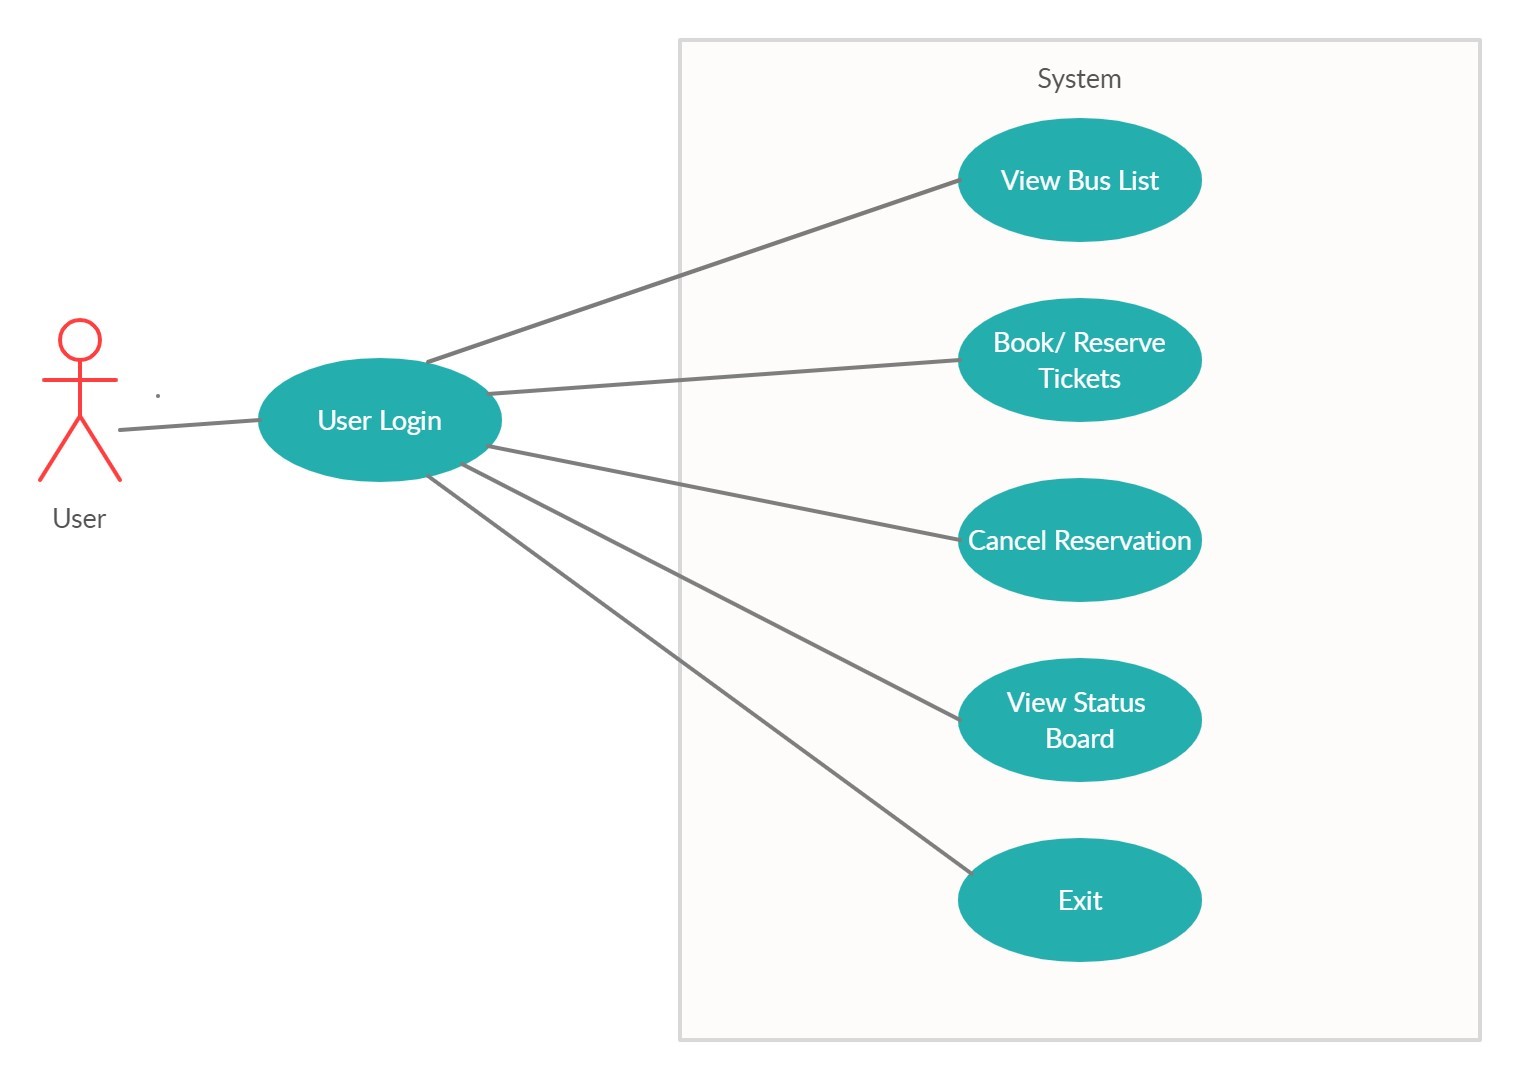 System
View Bus List
Book/ Reserve
Tickets
User Login
User
Cancel Reservation
View Status
Board
Exit